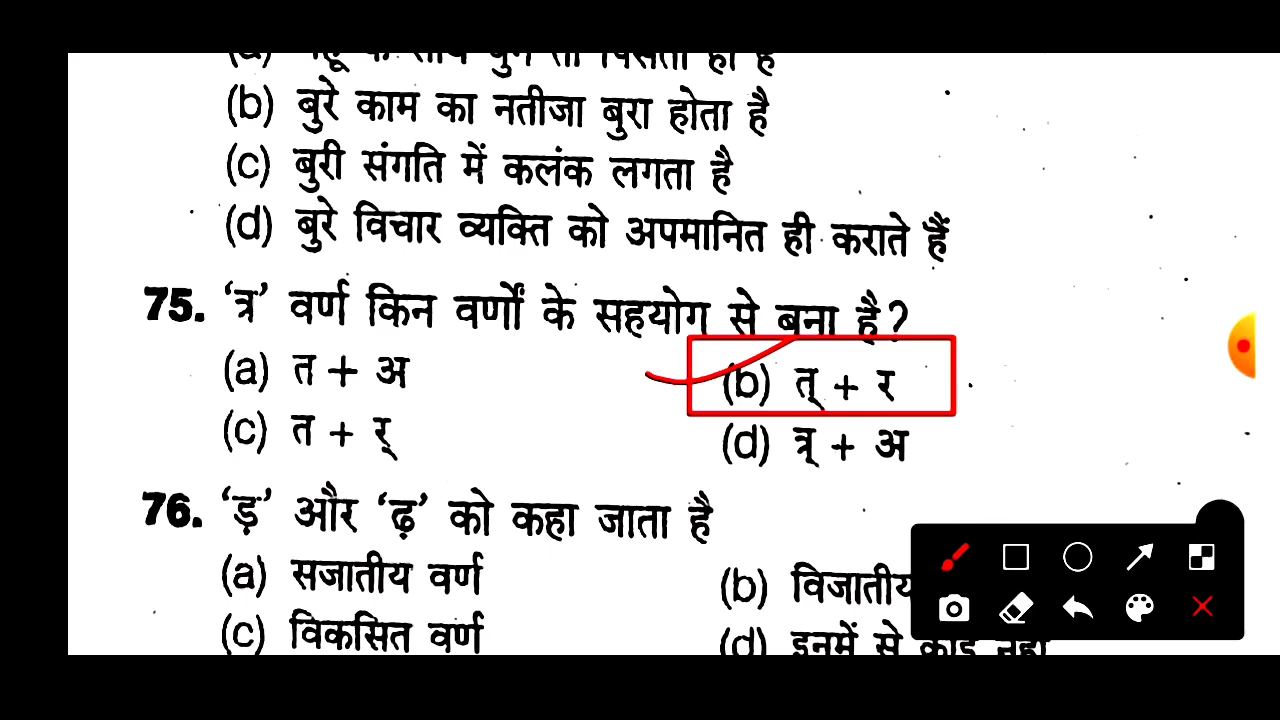 (b) बुरे काम का नतीजा बुरा होता है
(c) बुरी संगति में कलंक लगता है
(d) बुरे विचार व्यक्ति को अपमानित ही कराते हैं
75. ‘त्र’ वर्ण किन वर्णों के सहयोग से बना है?
(a) त + अ (b) त् + र
(c) त + र् (d) त्र् + अ
76. ‘ड़’ और ‘ढ़’ को कहा जाता है
(a) सजातीय वर्ण (b) विजातीय
(c) विकसित वर्ण (d) इनमें से